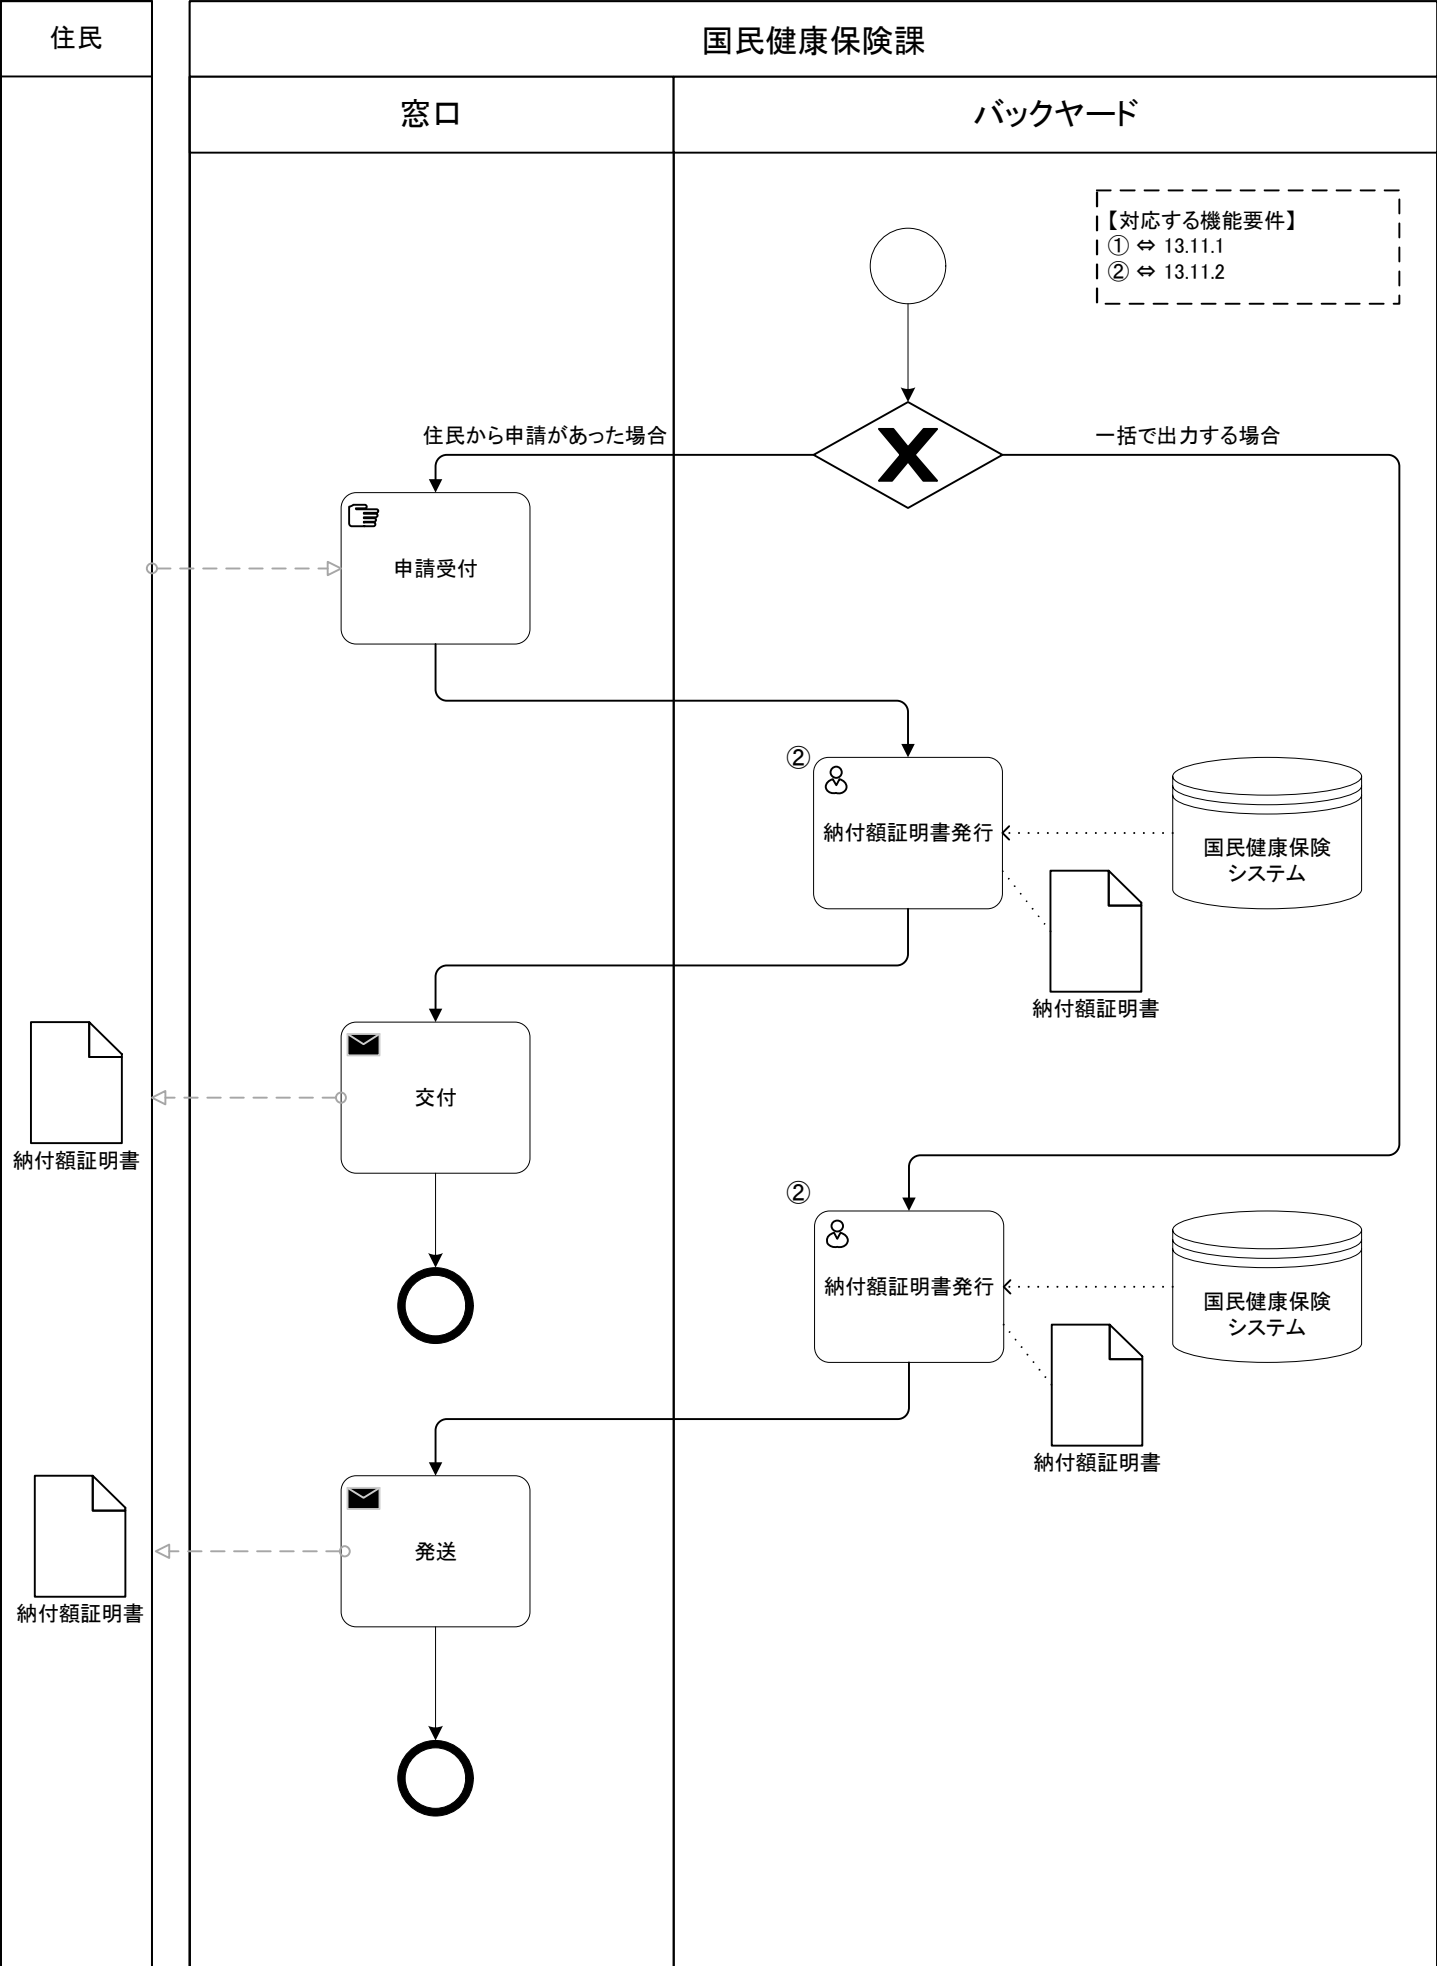 住民
国民健康保険課
窓口
バックヤード
【対応する機能要件】
① ⇔ 13.11.1
② ⇔ 13.11.2
住民から申請があった場合
一括で出力する場合
申請受付
②
納付額証明書発行
国民健康保険
システム
納付額証明書
交付
納付額証明書
②
納付額証明書発行
国民健康保険
システム
納付額証明書
発送
納付額証明書